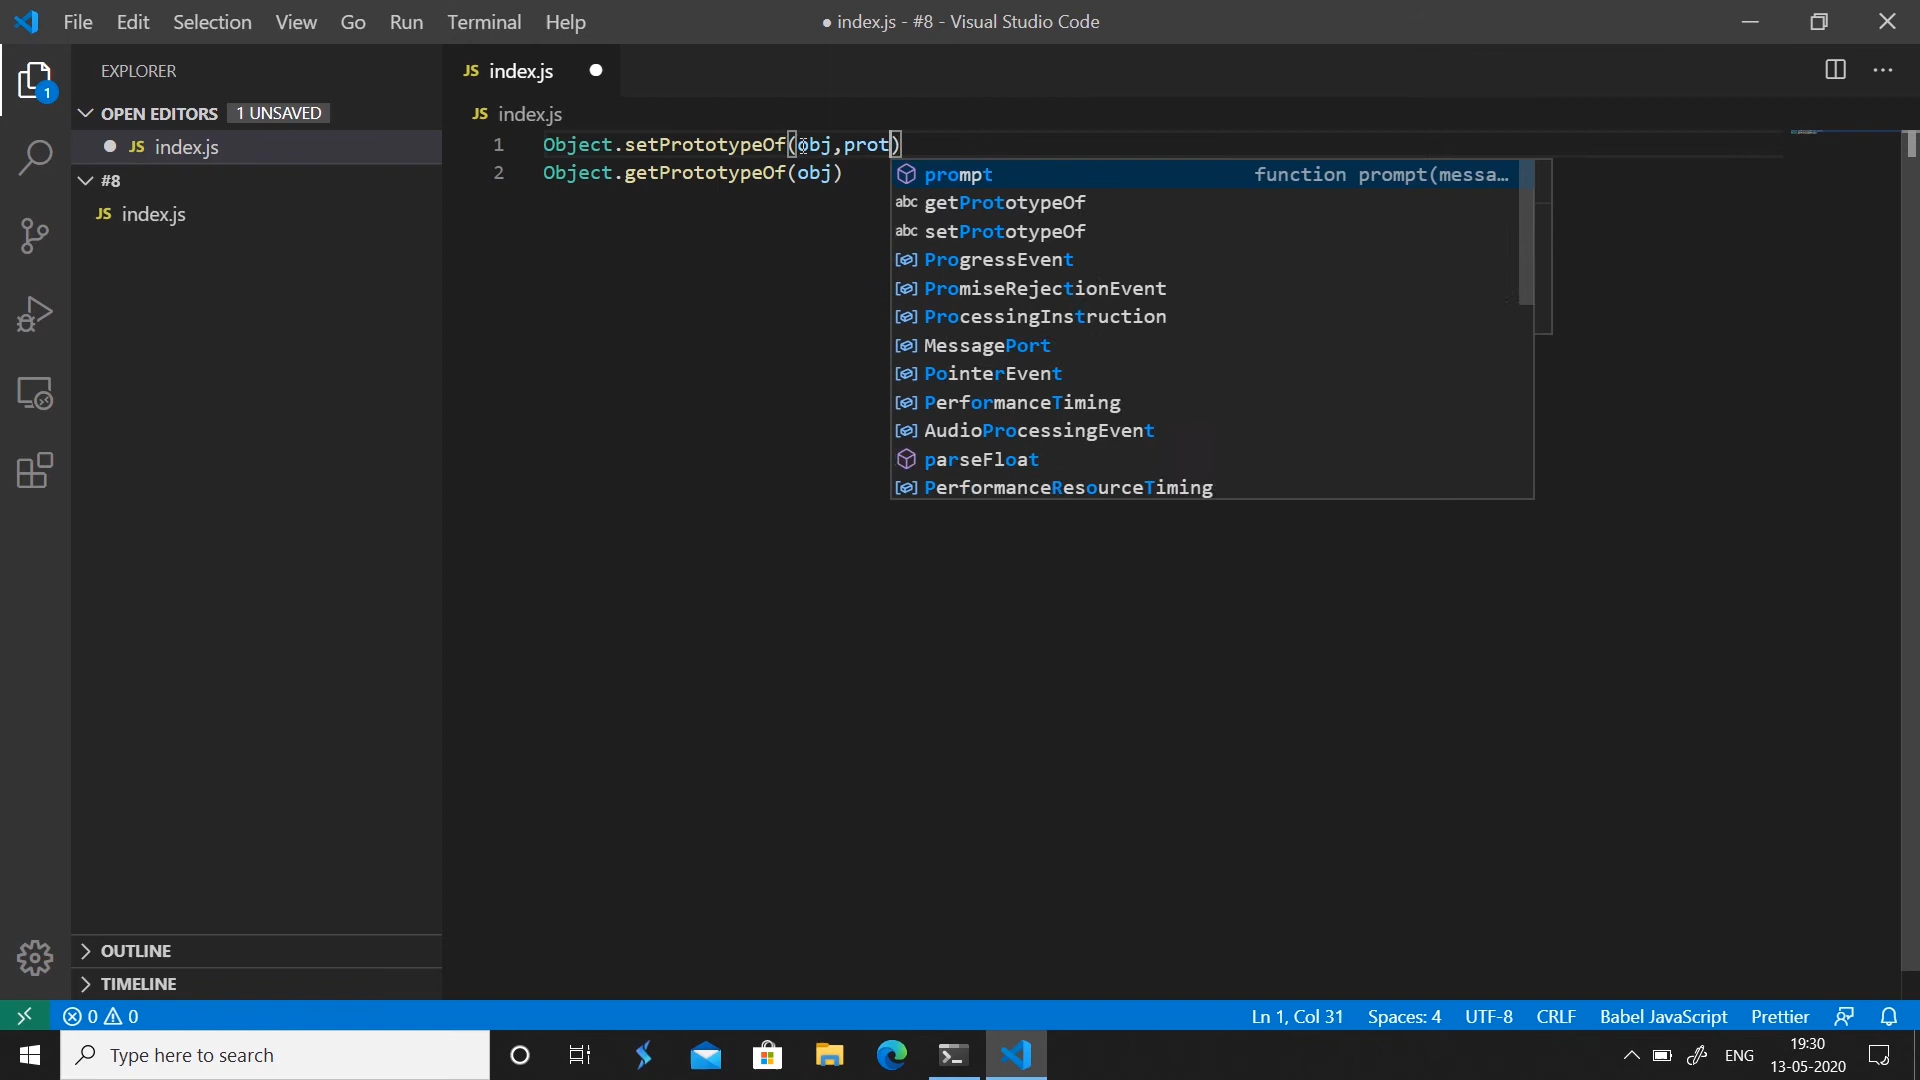 File Edit Selection View Go Run Terminal Help
● index.js - #8 - Visual Studio Code
EXPLORER
1
OPEN EDITORS 1 UNSAVED
JS index.js
#8
JS index.js
OUTLINE
TIMELINE
JS index.js
JS index.js
1 Object.setPrototypeOf(obj,prot)
2 Object.getPrototypeOf(obj)
prompt function prompt(messa…
abc getPrototypeOf
abc setPrototypeOf
ProgressEvent
PromiseRejectionEvent
ProcessingInstruction
MessagePort
PointerEvent
PerformanceTiming
AudioProcessingEvent
parseFloat
PerformanceResourceTiming
0 0 Ln 1, Col 31 Spaces: 4 UTF-8 CRLF Babel JavaScript Prettier
Type here to search
ENG
19:30
13-05-2020